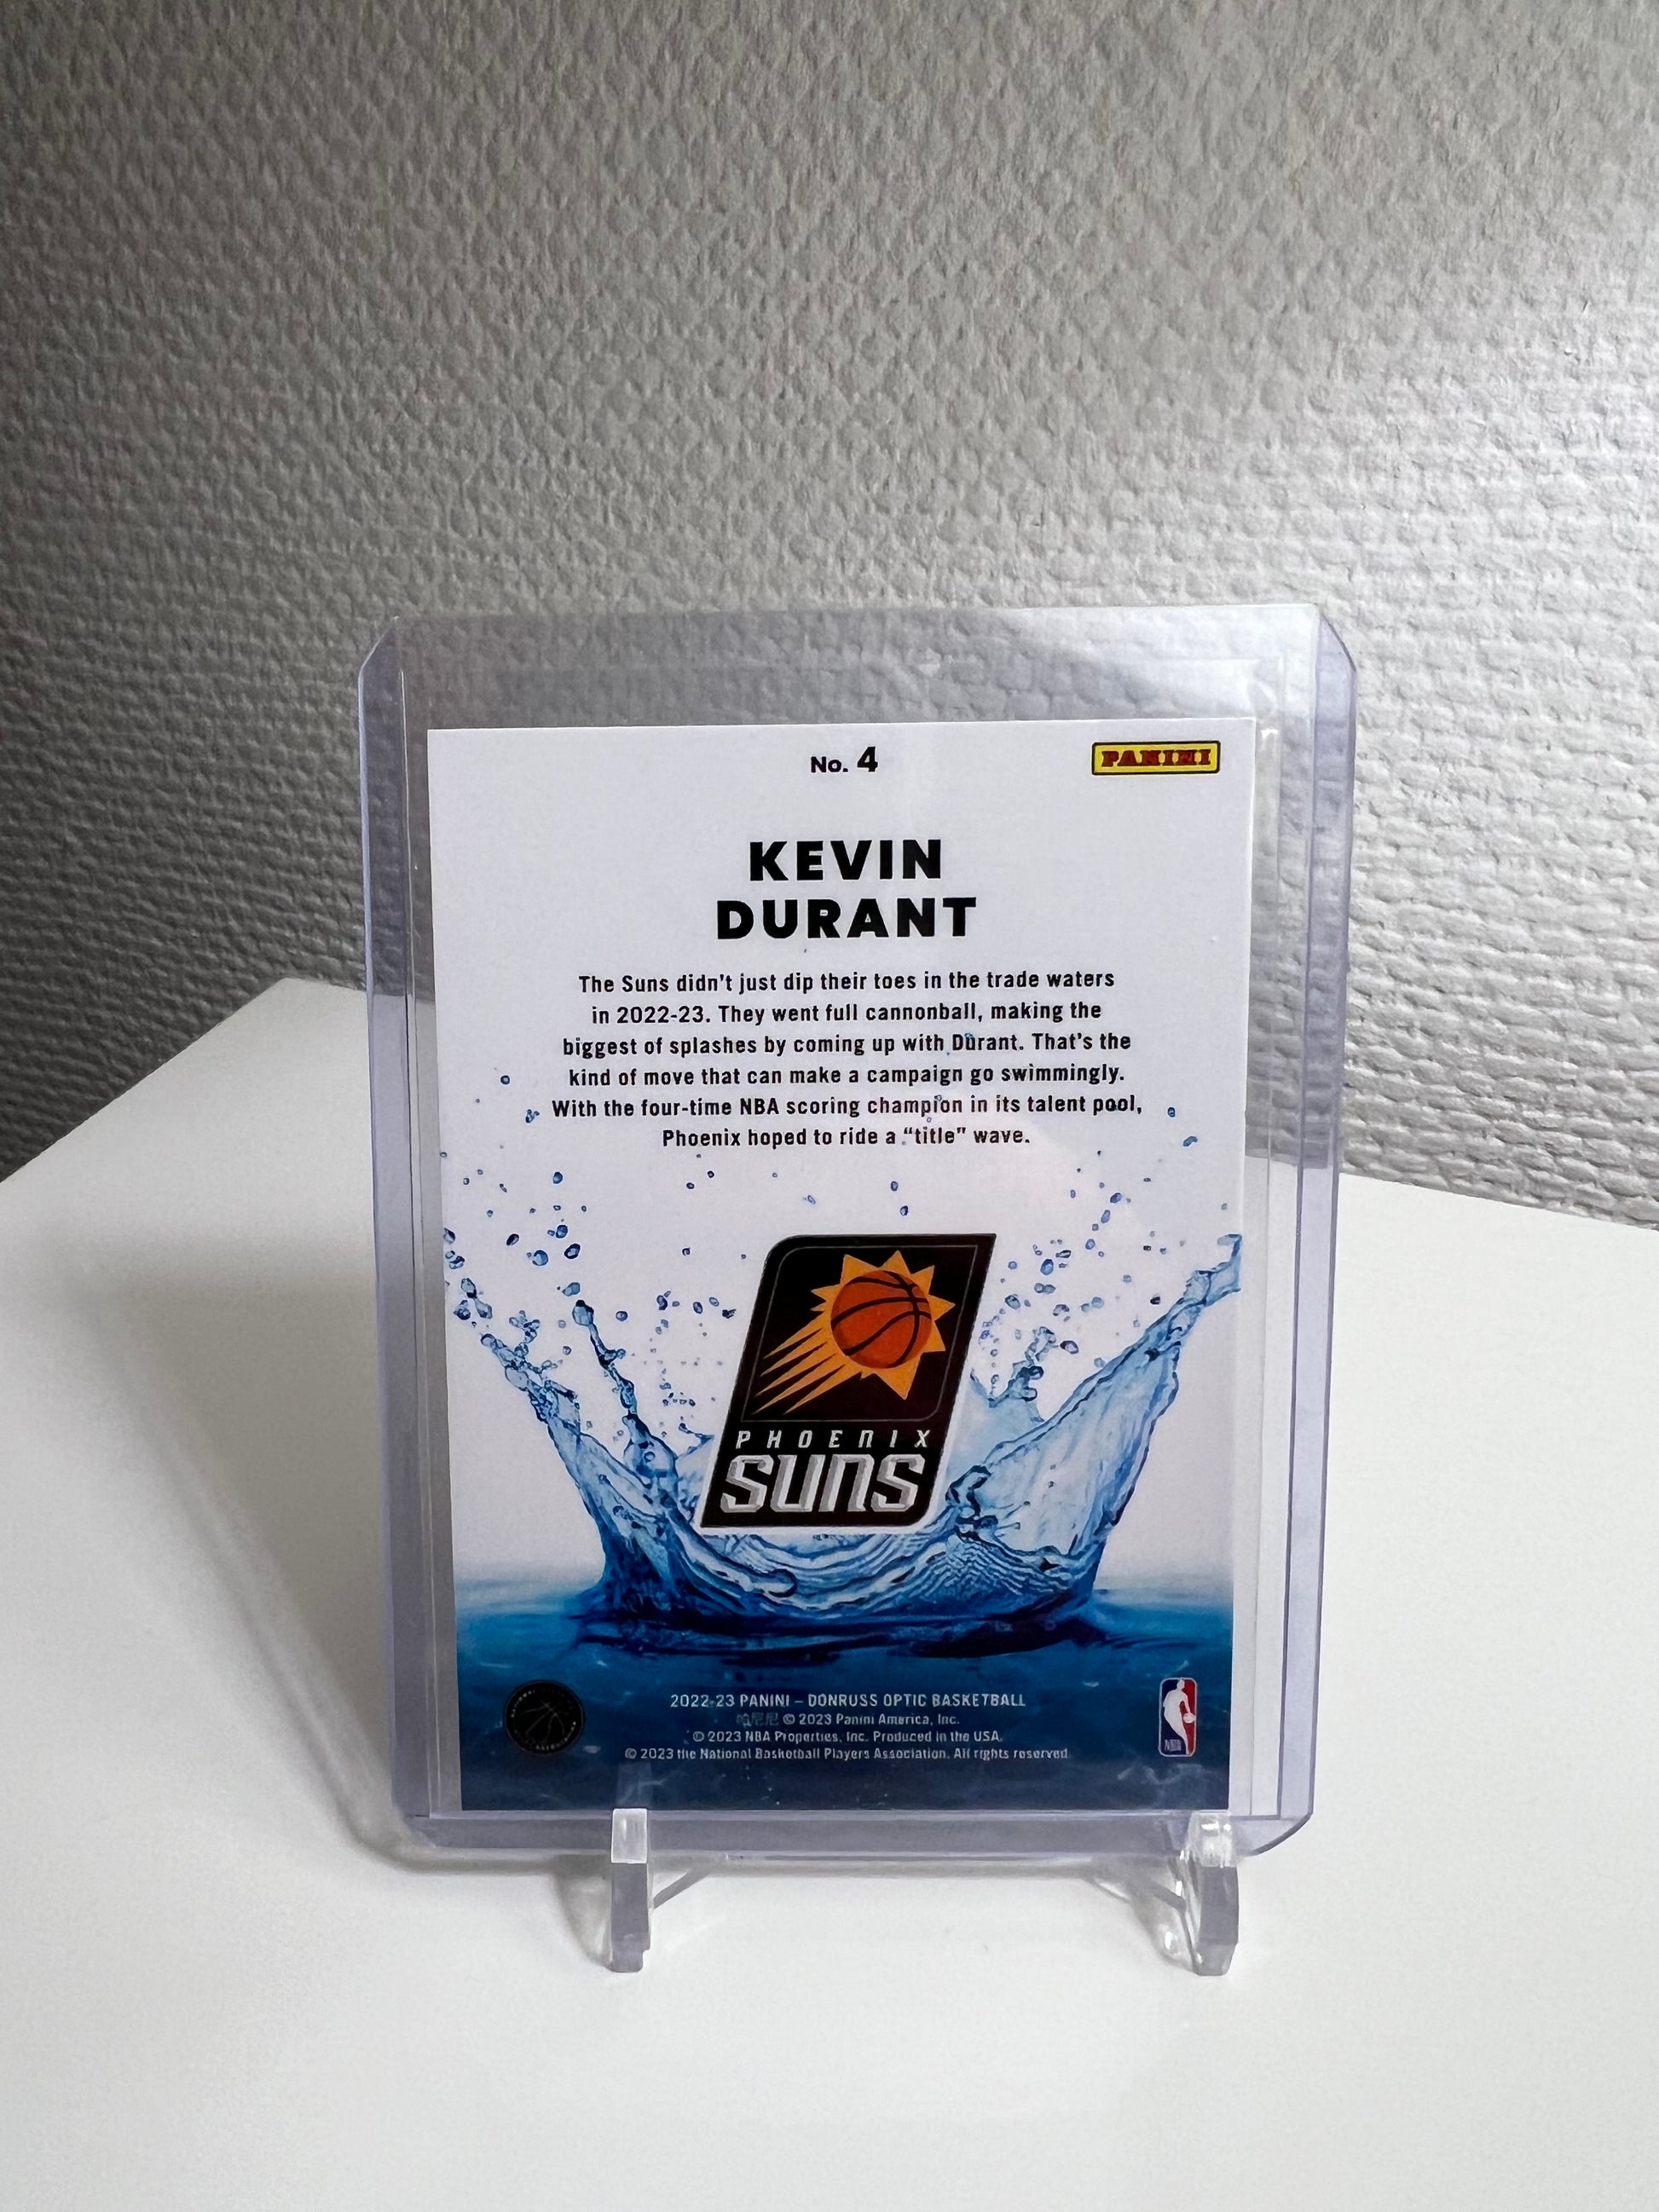 No. 4
PANINI
KEVIN
DURANT
The Suns didn't just dip their toes in the trade waters
in 2022-23. They went full cannonball, making the
biggest of splashes by coming up with Durant. That's the
kind of move that can make a campaign go swimmingly.
With the four-time NBA scoring champion in its talent pool,
Phoenix hoped to ride a "title" wave.
PHOENIX
SUNS
2022-23 PANINI – DONRUSS OPTIC BASKETBALL
© 2023 Panini America, Inc.
© 2023 NBA Properties, Inc. Produced in the USA.
© 2023 the National Basketball Players Association. All rights reserved
NBA